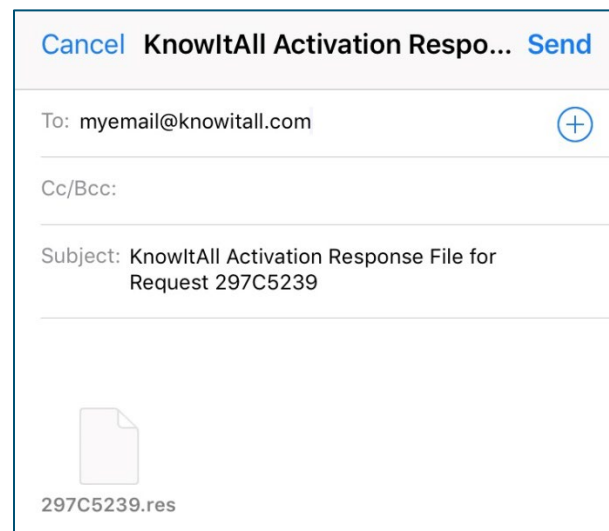 Cancel KnowItAll Activation Respo... Send
To: myemail@knowitall.com
Cc/Bcc:
Subject: KnowItAll Activation Response File for
Request 297C5239
297C5239.res